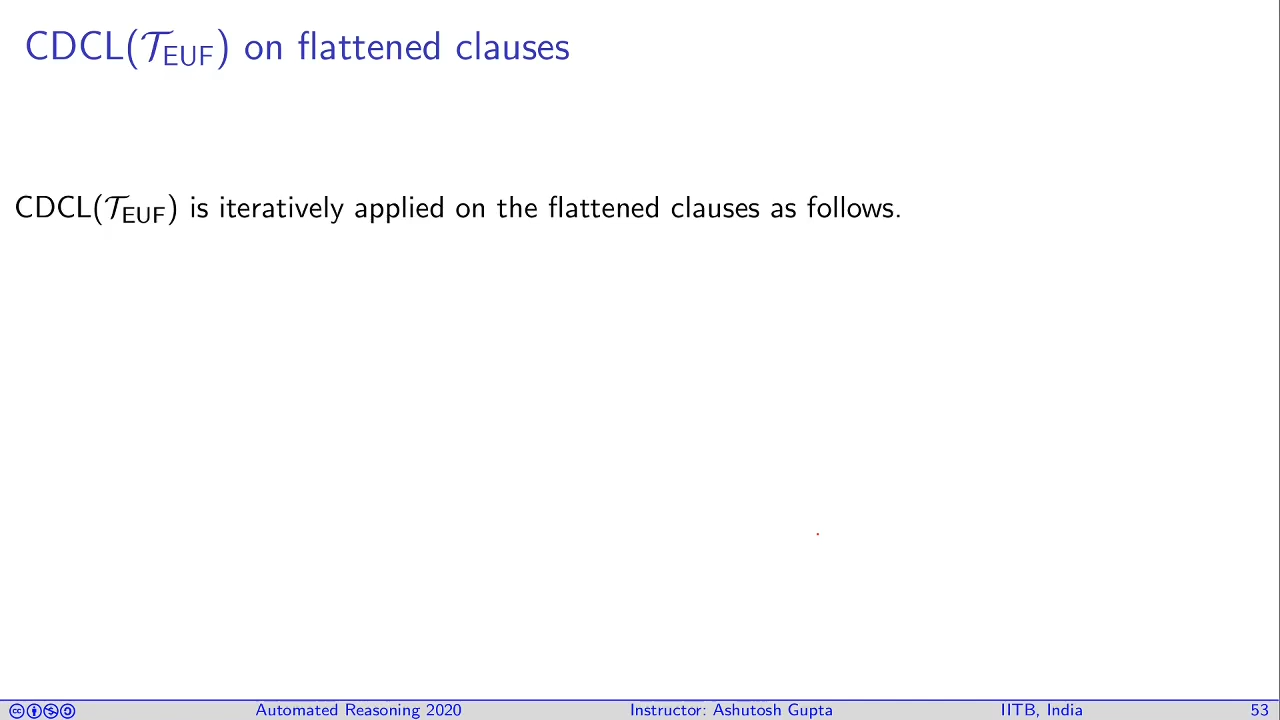 CDCL(𝒯EUF) on flattened clauses
CDCL(𝒯EUF) is iteratively applied on the flattened clauses as follows.
Automated Reasoning 2020 Instructor: Ashutosh Gupta IITB, India 53